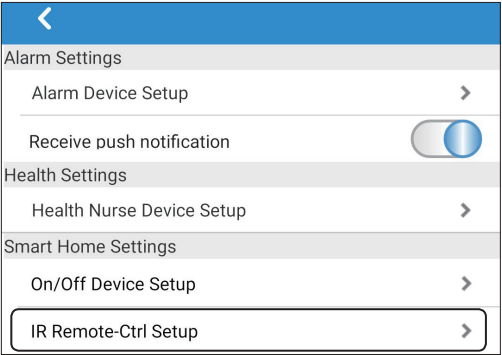 Alarm Settings
Alarm Device Setup
Receive push notification
Health Settings
Health Nurse Device Setup
Smart Home Settings
On/Off Device Setup
IR Remote-Ctrl Setup